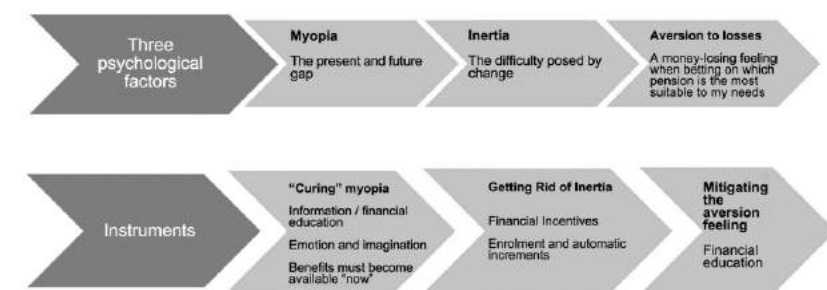 Three
psychological
factors
Myopia
The present and future
gap
Inertia
The difficulty posed by
change
Aversion to losses
A money-losing feeling
when betting on which
pension is the most
suitable to my needs
Instruments
“Curing” myopia
Information / financial
education
Emotion and imagination
Benefits must become
available “now”
Getting Rid of Inertia
Financial Incentives
Enrolment and automatic
increments
Mitigating
the
aversion
feeling
Financial
education